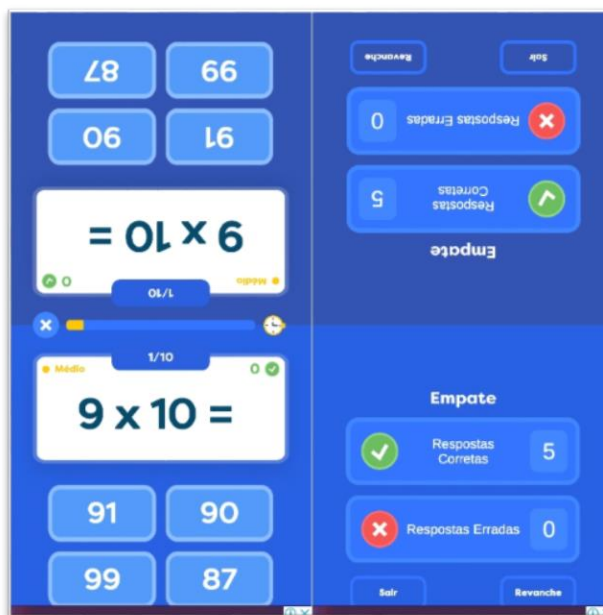 87 99
90 91
9 x 10 =
0 Médio
1/10
1/10
Médio 0
9 x 10 =
91 90
99 87
Revanche Sair
Respostas Erradas 0
Respostas
Corretas 5
Empate
Empate
Respostas
Corretas 5
Respostas Erradas 0
Sair Revanche